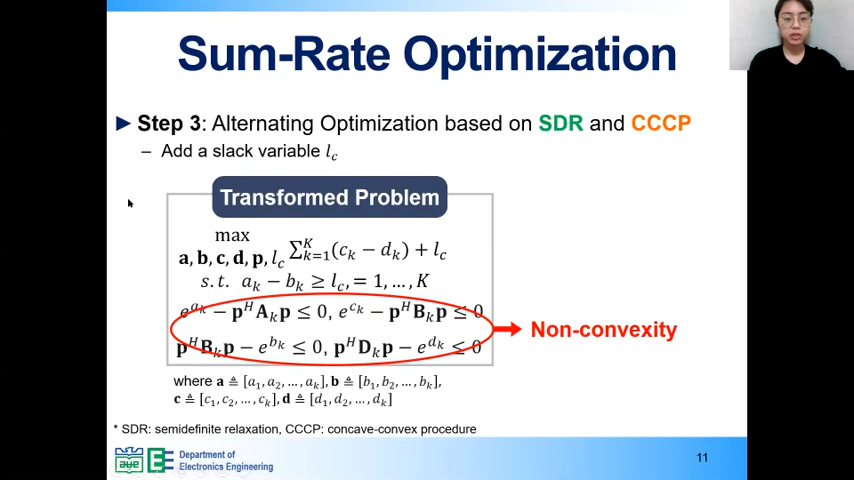 Sum-Rate Optimization
Step 3: Alternating Optimization based on SDR and CCCP
– Add a slack variable l_c
Transformed Problem
max
a, b, c, d, p, l_c ∑_{k=1}^{K}(c_k − d_k) + l_c
s.t. a_k − b_k ≥ l_c, = 1, … , K
e^{a_k} − p^H A_k p ≤ 0, e^{c_k} − p^H B_k p ≤ 0
p^H B_k p − e^{b_k} ≤ 0, p^H D_k p − e^{d_k} ≤ 0
Non-convexity
where a ≜ [a_1, a_2, … , a_k], b ≜ [b_1, b_2, … , b_k],
c ≜ [c_1, c_2, … , c_k], d ≜ [d_1, d_2, … , d_k]
* SDR: semidefinite relaxation, CCCP: concave-convex procedure
Department of
Electronics Engineering
11